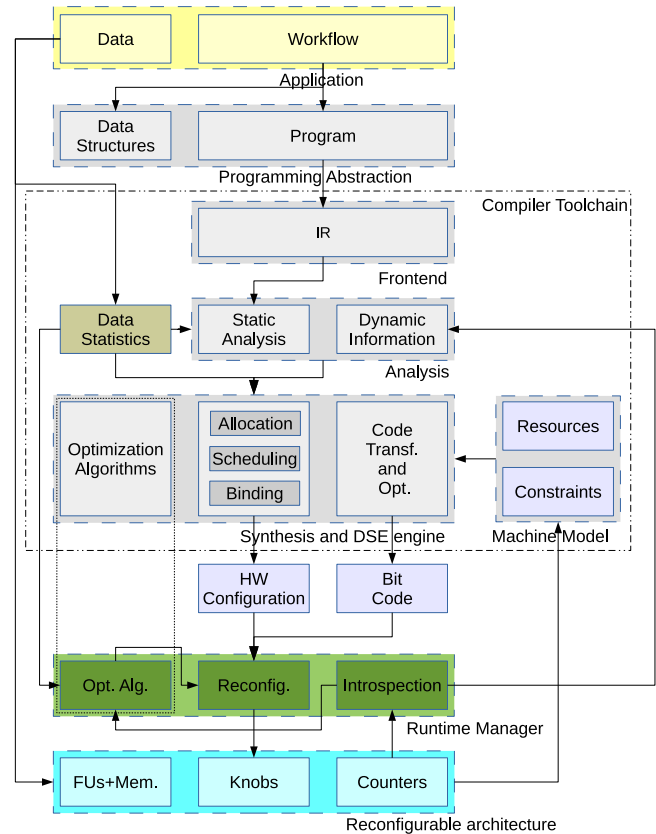 Data
Workflow
Application
Data
Structures
Program
Programming Abstraction
Compiler Toolchain
IR
Frontend
Data
Statistics
Static
Analysis
Dynamic
Information
Analysis
Optimization
Algorithms
Allocation
Scheduling
Binding
Code
Transf.
and
Opt.
Resources
Constraints
Synthesis and DSE engine
Machine Model
HW
Configuration
Bit
Code
Opt. Alg.
Reconfig.
Introspection
Runtime Manager
FUs+Mem.
Knobs
Counters
Reconfigurable architecture